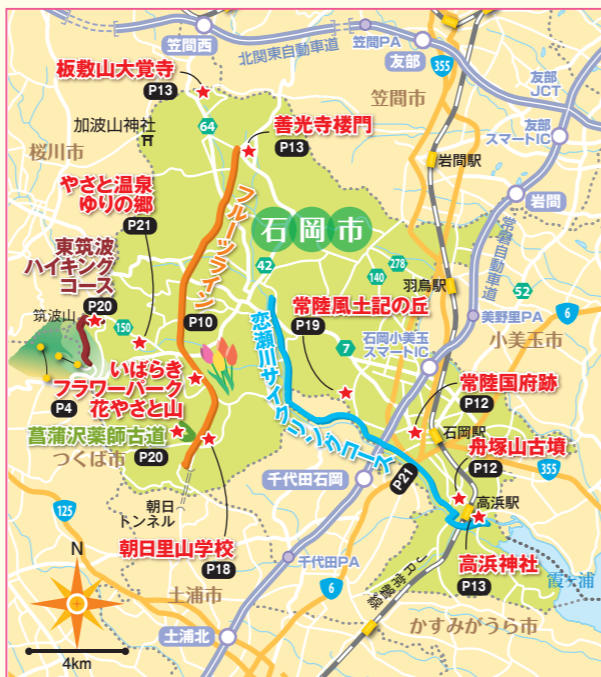 笠間西
北関東自動車道
笠間PA
友部
355
友部
JCT
板敷山大覚寺
P13
笠間市
友部
スマートIC
加波山神社
64
善光寺楼門
P13
岩間駅
桜川市
やさと温泉
ゆりの郷
P21
フルーツライン
P10
石岡市
岩間
常磐自動車道
東筑波
ハイキング
コース
P20
42
278
140
羽鳥駅
52
筑波山
150
恋瀬川サイクリングコース
P21
常陸風土記の丘
P19
7
石岡小美玉
スマートIC
美野里PA
6
小美玉市
P4
いばらき
フラワーパーク
花やさと山
常陸国府跡
P12
石岡駅
菖蒲沢薬師古道
P20
つくば市
舟塚山古墳
P12
355
千代田石岡
高浜駅
朝日
トンネル
125
朝日里山学校
P18
千代田PA
高浜神社
P13
霞ヶ浦
N
土浦市
6
JR常磐線
かすみがうら市
土浦北
4km